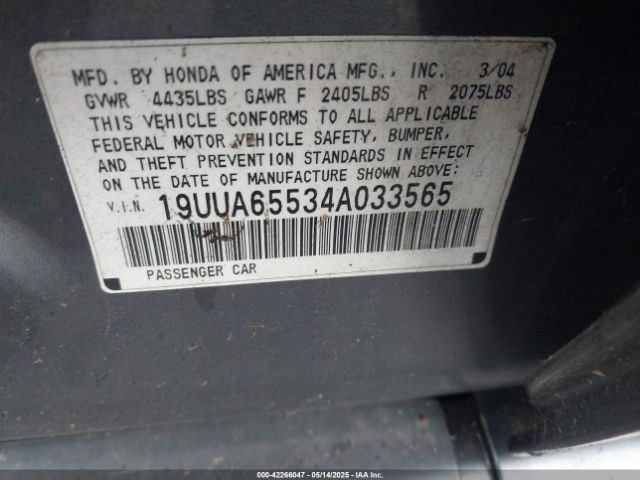 MFD. BY HONDA OF AMERICA MFG., INC. 3/04
GVWR 4435LBS GAWR F 2405LBS R 2075LBS
THIS VEHICLE CONFORMS TO ALL APPLICABLE
FEDERAL MOTOR VEHICLE SAFETY, BUMPER,
AND THEFT PREVENTION STANDARDS IN EFFECT
ON THE DATE OF MANUFACTURE SHOWN ABOVE:
V.I.N. 19UUA65534A033565
PASSENGER CAR
000-42266047 - 05/14/2025 - IAA Inc.